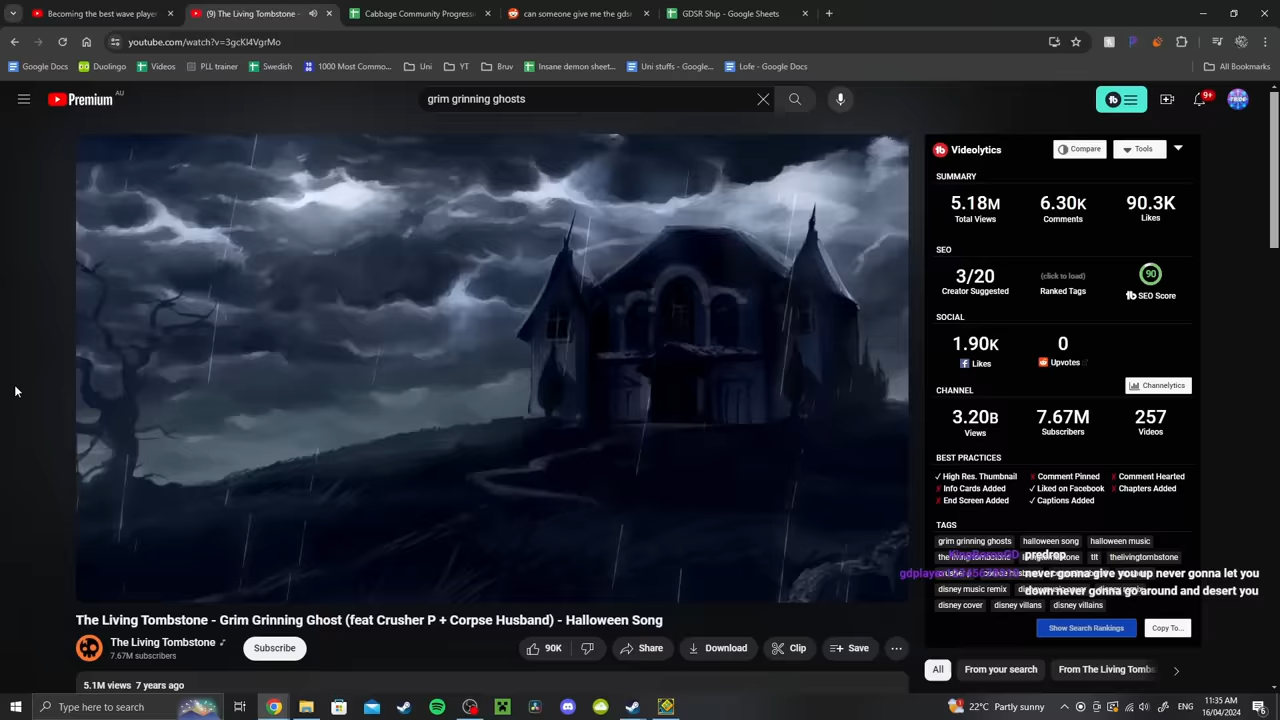 Becoming the best wave player
(9) The Living Tombstone -
Cabbage Community Progress
can someone give me the gds
GDSR Ship - Google Sheets
youtube.com/watch?v=3gcKl4VgrMo
Google Docs
Duolingo
Videos
PLL trainer
Swedish
1000 Most Commo...
Uni
YT
Bruv
Insane demon sheet...
Uni stuffs - Google...
Lofe - Google Docs
All Bookmarks
Premium AU
grim grinning ghosts
9+
Videolytics
Compare
Tools
SUMMARY
5.18M 6.30K 90.3K
Total Views Comments Likes
SEO
3/20 (click to load) 90
Creator Suggested Ranked Tags SEO Score
SOCIAL
1.90K 0
Likes Upvotes
CHANNEL
Channelytics
3.20B 7.67M 257
Views Subscribers Videos
BEST PRACTICES
High Res. Thumbnail Comment Pinned Comment Hearted
Info Cards Added Liked on Facebook Chapters Added
End Screen Added Captions Added
TAGS
grim grinning ghosts halloween song halloween music
predrop
tlt thelivingtombstone
never gonna give you up never gonna let you
down never gonna go around and desert you
disney music remix
disney cover disney villans disney villains
Show Search Rankings Copy To...
The Living Tombstone - Grim Grinning Ghost (feat Crusher P + Corpse Husband) - Halloween Song
The Living Tombstone
7.67M subscribers
Subscribe
90K
Share
Download
Clip
Save
All
From your search
From The Living Tombs
5.1M views 7 years ago
Type here to search
22°C Partly sunny
ENG
11:35 AM
16/04/2024
6